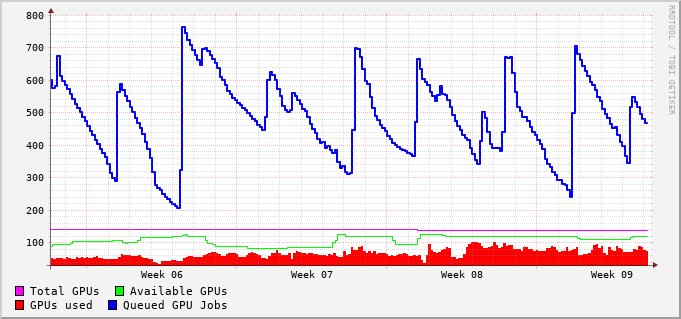 800
700
600
500
400
300
200
100
Week 06 Week 07 Week 08 Week 09
Total GPUs Available GPUs
GPUs used Queued GPU Jobs
RRDTOOL / TOBI OETIKER